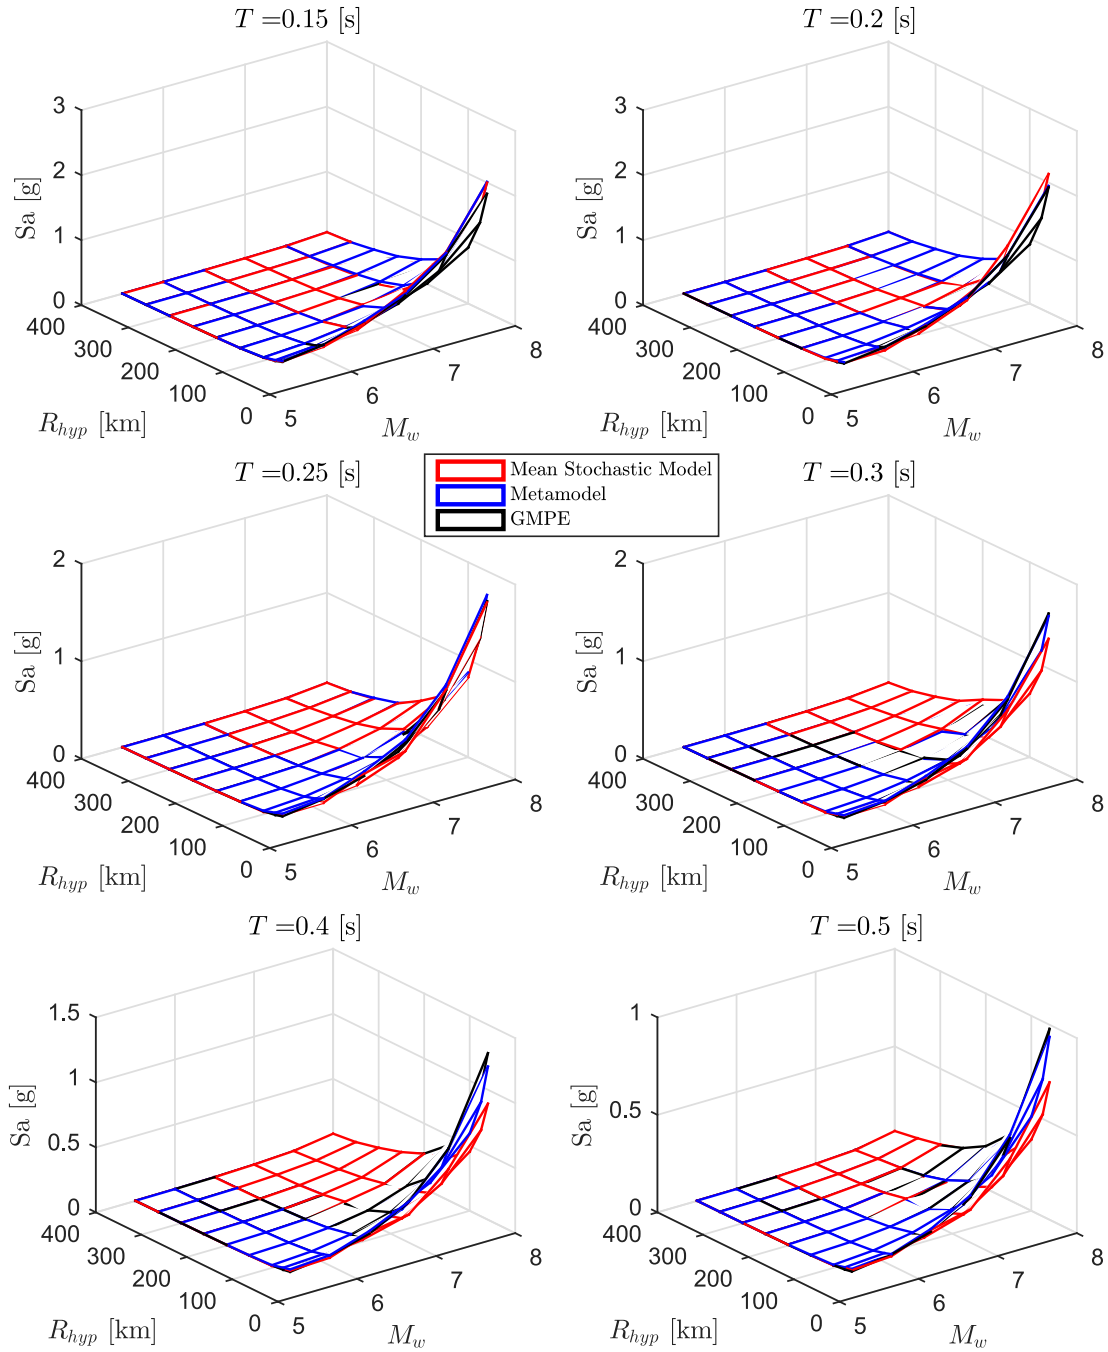 T =0.15 [s]
T =0.2 [s]
3
2
1
0
Sa [g]
400
300
200
100
0
R_hyp [km]
5
6
7
8
M_w
3
2
1
0
Sa [g]
400
300
200
100
0
R_hyp [km]
5
6
7
8
M_w
T =0.25 [s]
T =0.3 [s]
Mean Stochastic Model
Metamodel
GMPE
2
1
0
Sa [g]
400
300
200
100
0
R_hyp [km]
5
6
7
8
M_w
2
1
0
Sa [g]
400
300
200
100
0
R_hyp [km]
5
6
7
8
M_w
T =0.4 [s]
T =0.5 [s]
1.5
1
0.5
0
Sa [g]
400
300
200
100
0
R_hyp [km]
5
6
7
8
M_w
1
0.5
0
Sa [g]
400
300
200
100
0
R_hyp [km]
5
6
7
8
M_w